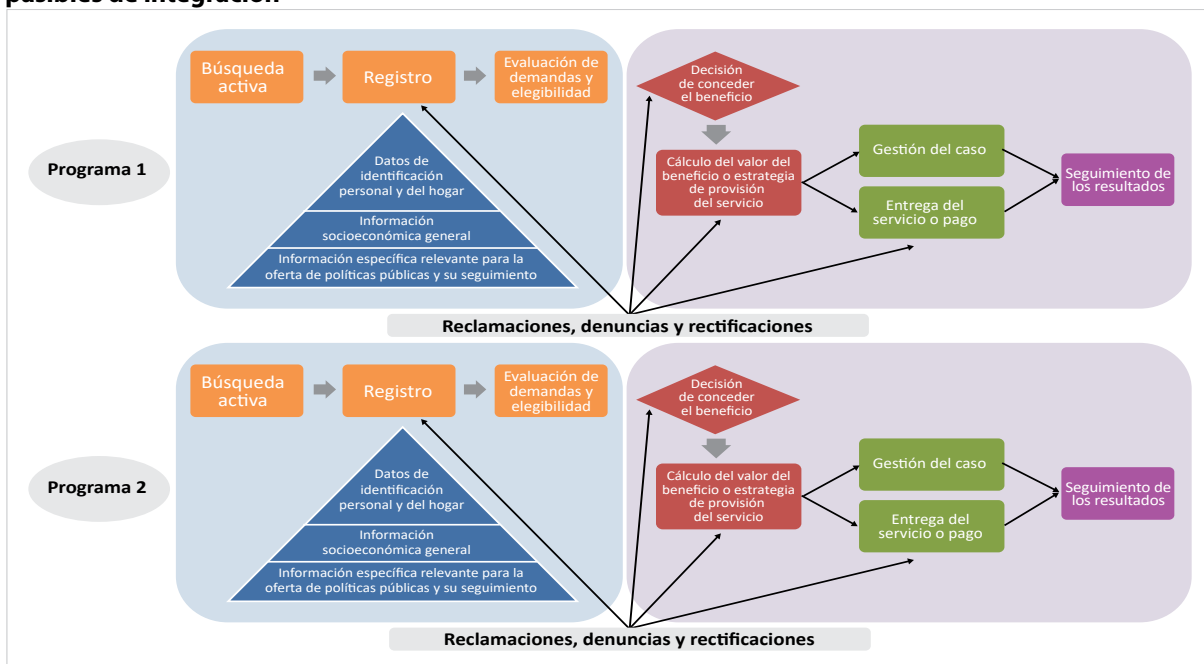 pasibles de integración
Búsqueda
activa
Registro
Evaluación de
demandas y
elegibilidad
Decisión
de conceder
el beneficio
Programa 1
Datos de
identificación
personal y del hogar
Información
socioeconómica general
Información específica relevante para la
oferta de políticas públicas y su seguimiento
Cálculo del valor del
beneficio o estrategia
de provisión
del servicio
Gestión del caso
Entrega del
servicio o pago
Seguimiento de
los resultados
Reclamaciones, denuncias y rectificaciones
Búsqueda
activa
Registro
Evaluación de
demandas y
elegibilidad
Decisión
de conceder
el beneficio
Programa 2
Datos de
identificación
personal y del hogar
Información
socioeconómica general
Información específica relevante para la
oferta de políticas públicas y su seguimiento
Cálculo del valor del
beneficio o estrategia
de provisión
del servicio
Gestión del caso
Entrega del
servicio o pago
Seguimiento de
los resultados
Reclamaciones, denuncias y rectificaciones